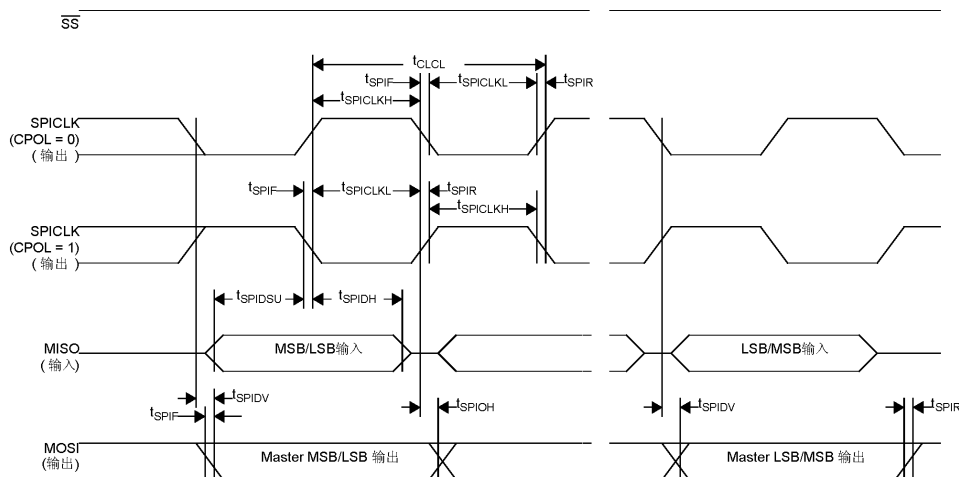 SS
tCLCL
tSPIF
tSPICLKL
tSPIR
tSPICLKH
SPICLK
(CPOL = 0)
(输出)
tSPIF
tSPICLKL
tSPIR
tSPICLKH
SPICLK
(CPOL = 1)
(输出)
tSPIDSU
tSPIDH
MISO
(输入)
MSB/LSB输入
LSB/MSB输入
tSPIDV
tSPIF
tSPIOH
tSPIDV
tSPIR
MOSI
(输出)
Master MSB/LSB 输出
Master LSB/MSB 输出